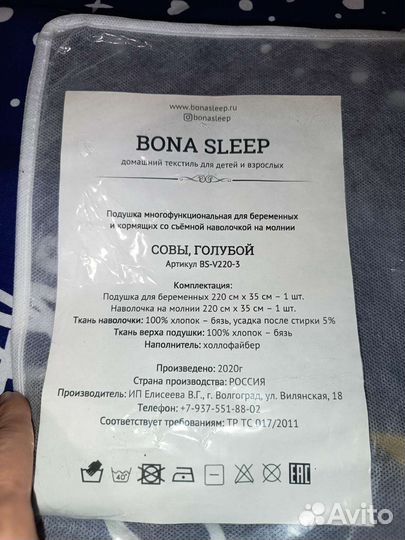 www.bonasleep.ru
bonasleep
BONA SLEEP
домашний текстиль для детей и взрослых
Подушка многофункциональная для беременных
и кормящих со съёмной наволочкой на молнии
СОВЫ, ГОЛУБОЙ
Артикул BS-V220-3
Комплектация:
Подушка для беременных 220 см х 35 см – 1 шт.
Наволочка на молнии 220 см х 35 см – 1 шт.
Ткань наволочки: 100% хлопок – бязь, усадка после стирки 5%
Ткань верха подушки: 100% хлопок – бязь
Наполнитель: холлофайбер
Произведено: 2020г
Страна производства: РОССИЯ
Производитель: ИП Елисеева В.Г., г. Волгоград, ул. Вилянская, 18
Телефон: +7-937-551-88-02
Соответствует требованиям: ТР ТС 017/2011
40°
EAC
Avito